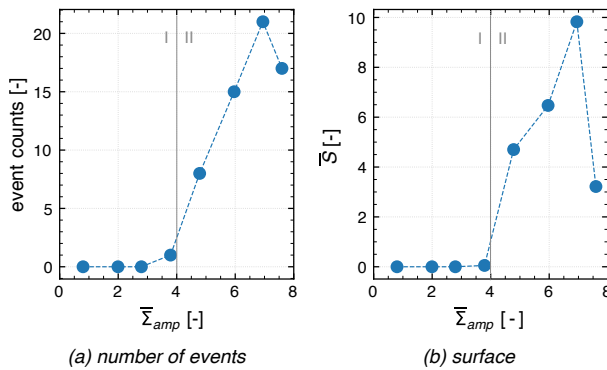 event counts [-]
20
15
10
5
0
I II
0 2 4 6 8
Σ̅amp [-]
(a) number of events
S̅ [-]
10
8
6
4
2
0
I II
0 2 4 6 8
Σ̅amp [-]
(b) surface